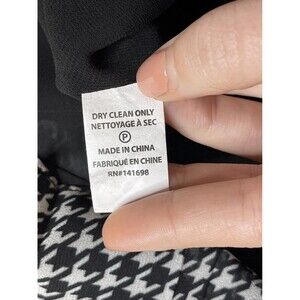 DRY CLEAN ONLY
NETTOYAGE À SEC
P
MADE IN CHINA
FABRIQUÉ EN CHINE
RN#141698